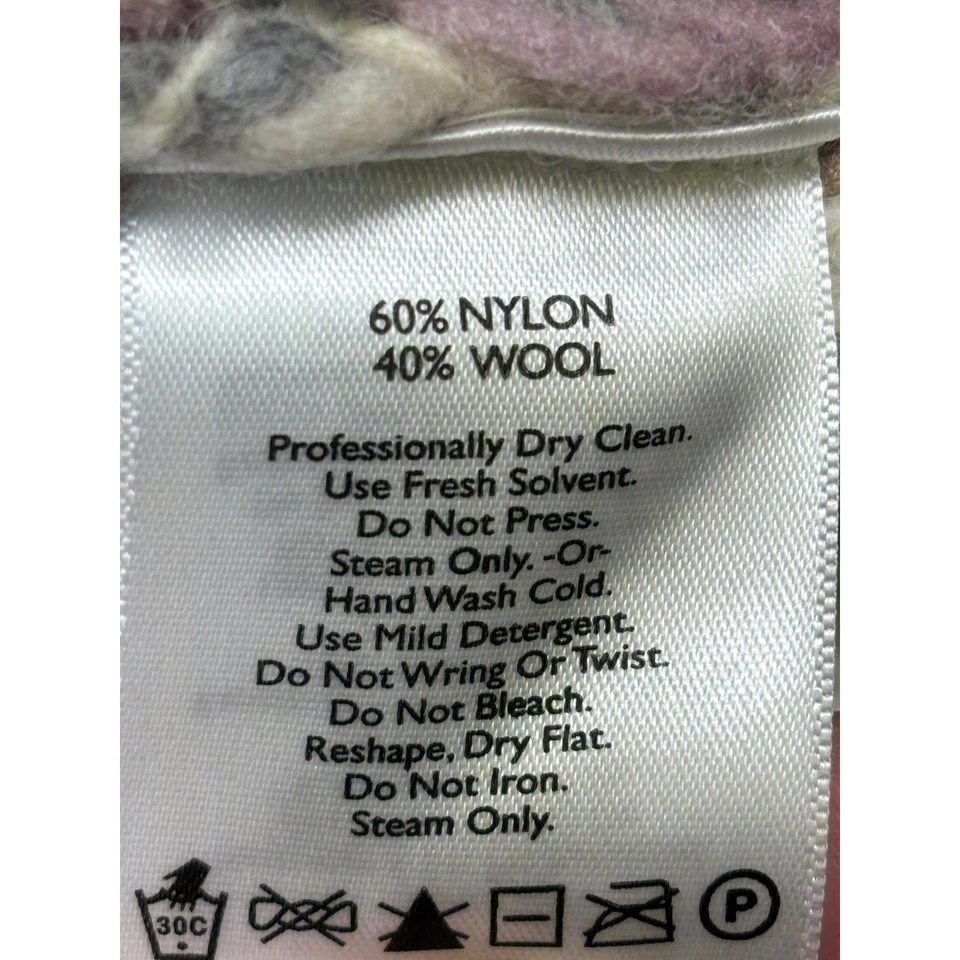 60% NYLON
40% WOOL
Professionally Dry Clean.
Use Fresh Solvent.
Do Not Press.
Steam Only. -Or-
Hand Wash Cold.
Use Mild Detergent.
Do Not Wring Or Twist.
Do Not Bleach.
Reshape, Dry Flat.
Do Not Iron.
Steam Only.
30C P